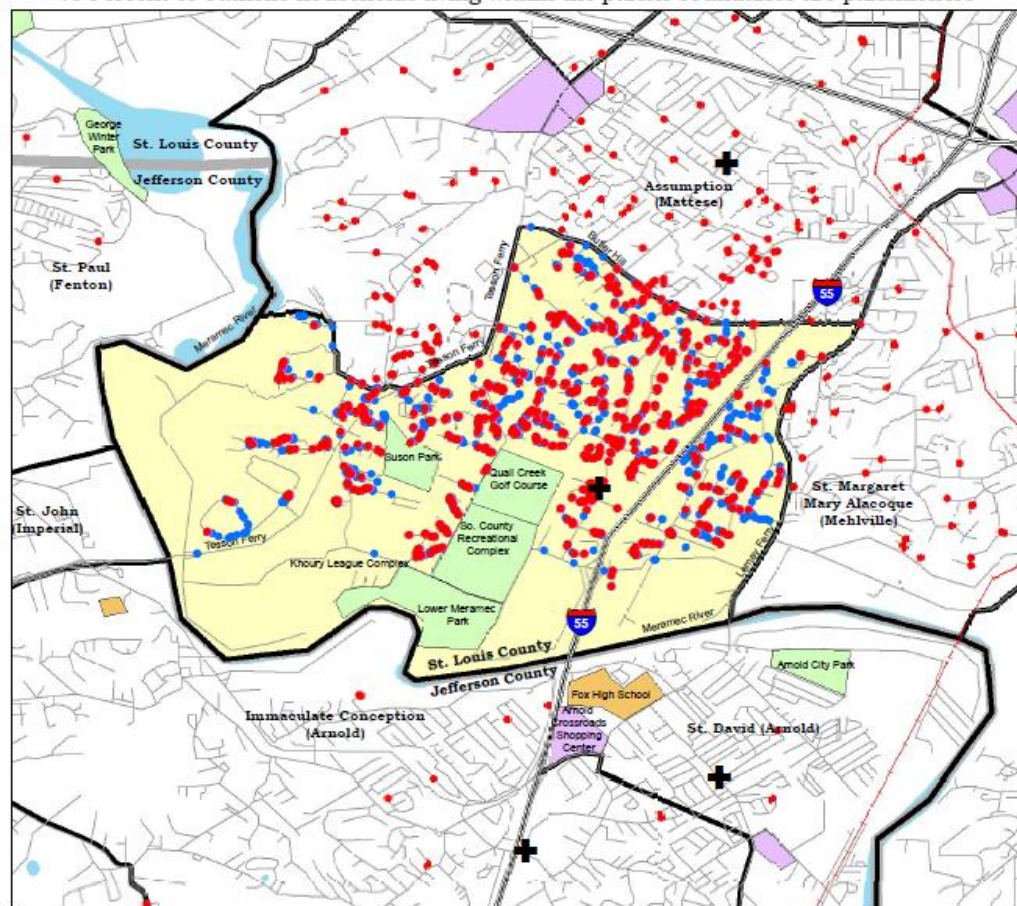 George
Winter
Park
St. Louis County
Jefferson County
Assumption
(Mattese)
St. Paul
(Fenton)
Butler Hill
Tesson Ferry
55
Meramec River
Tesson Ferry
Suson Park
Quail Creek
Golf Course
St. Margaret
Mary Alacoque
(Mehlville)
St. John
(Imperial)
So. County
Recreational
Complex
Tesson Ferry
Lemay Ferry
Khoury League Complex
Lower Meramec
Park
55
Meramec River
St. Louis County
Jefferson County
Arnold City Park
Fox High School
Immaculate Conception
(Arnold)
Arnold
Crossroads
Shopping
Center
St. David (Arnold)